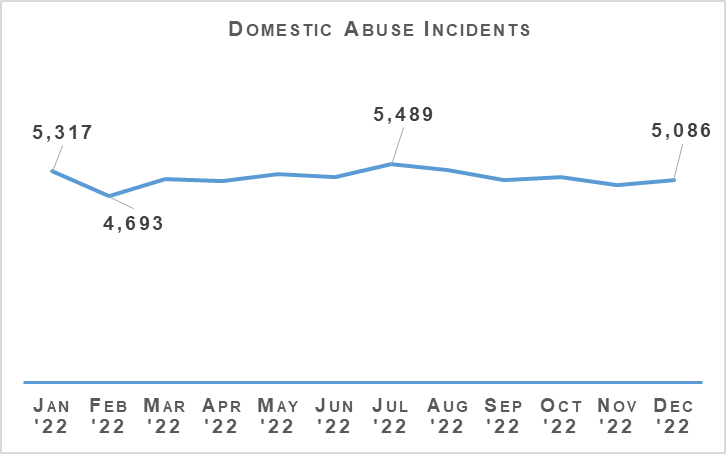 Domestic Abuse Incidents
5,489
5,317
5,086
4,693
Jan Feb Mar Apr May Jun Jul Aug Sep Oct Nov Dec
'22 '22 '22 '22 '22 '22 '22 '22 '22 '22 '22 '22